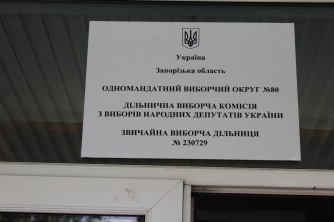 Україна
Запорізька область
ОДНОМАНДАТНИЙ ВИБОРЧИЙ ОКРУГ №80
ДІЛЬНИЧНА ВИБОРЧА КОМІСІЯ
З ВИБОРІВ НАРОДНИХ ДЕПУТАТІВ УКРАЇНИ
ЗВИЧАЙНА ВИБОРЧА ДІЛЬНИЦЯ
№ 230729